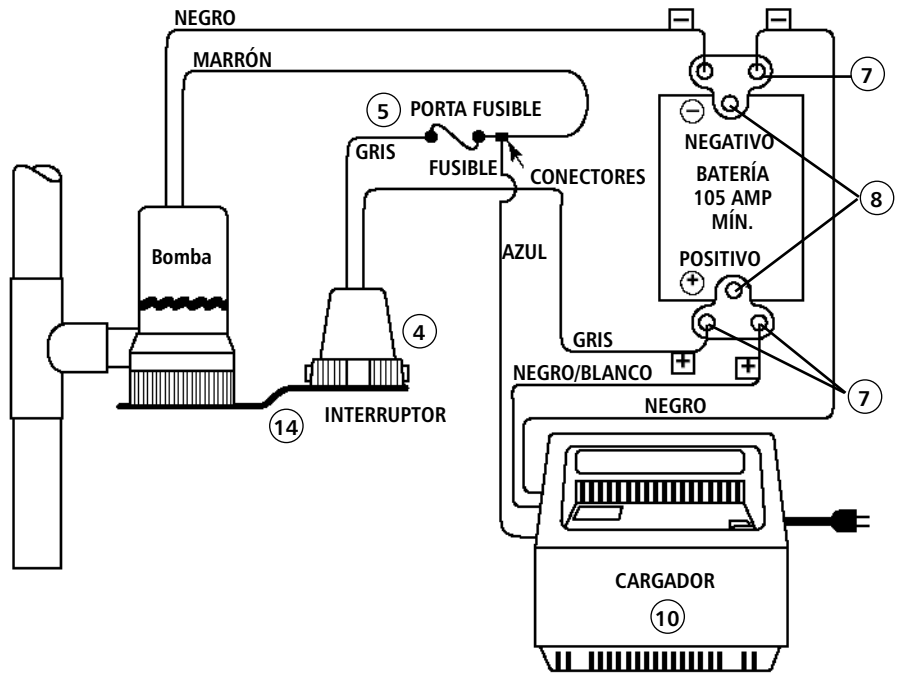 NEGRO
MARRÓN
7
5
PORTA FUSIBLE
GRIS
FUSIBLE
CONECTORES
NEGATIVO
BATERÍA
105 AMP
MÍN.
8
Bomba
AZUL
POSITIVO
4
GRIS
NEGRO/BLANCO
7
NEGRO
14
INTERRUPTOR
CARGADOR
10